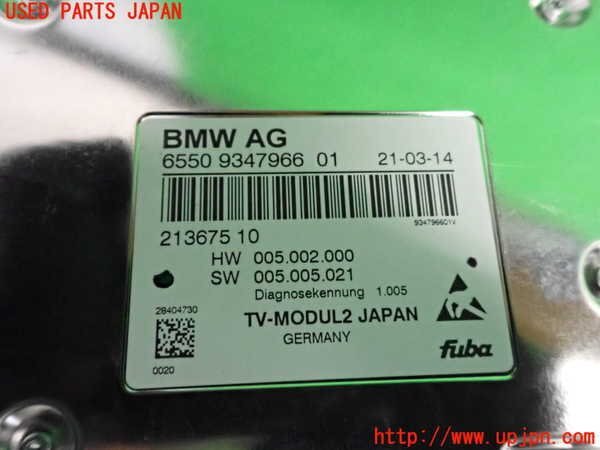 USED PARTS JAPAN
BMW AG
6550 9347966 01 21-03-14
934796601V
213675 10
HW 005.002.000
SW 005.005.021
Diagnosekennung 1.005
28404730
TV-MODUL2 JAPAN
GERMANY
fuba
0020
http://www.upjpn.com/